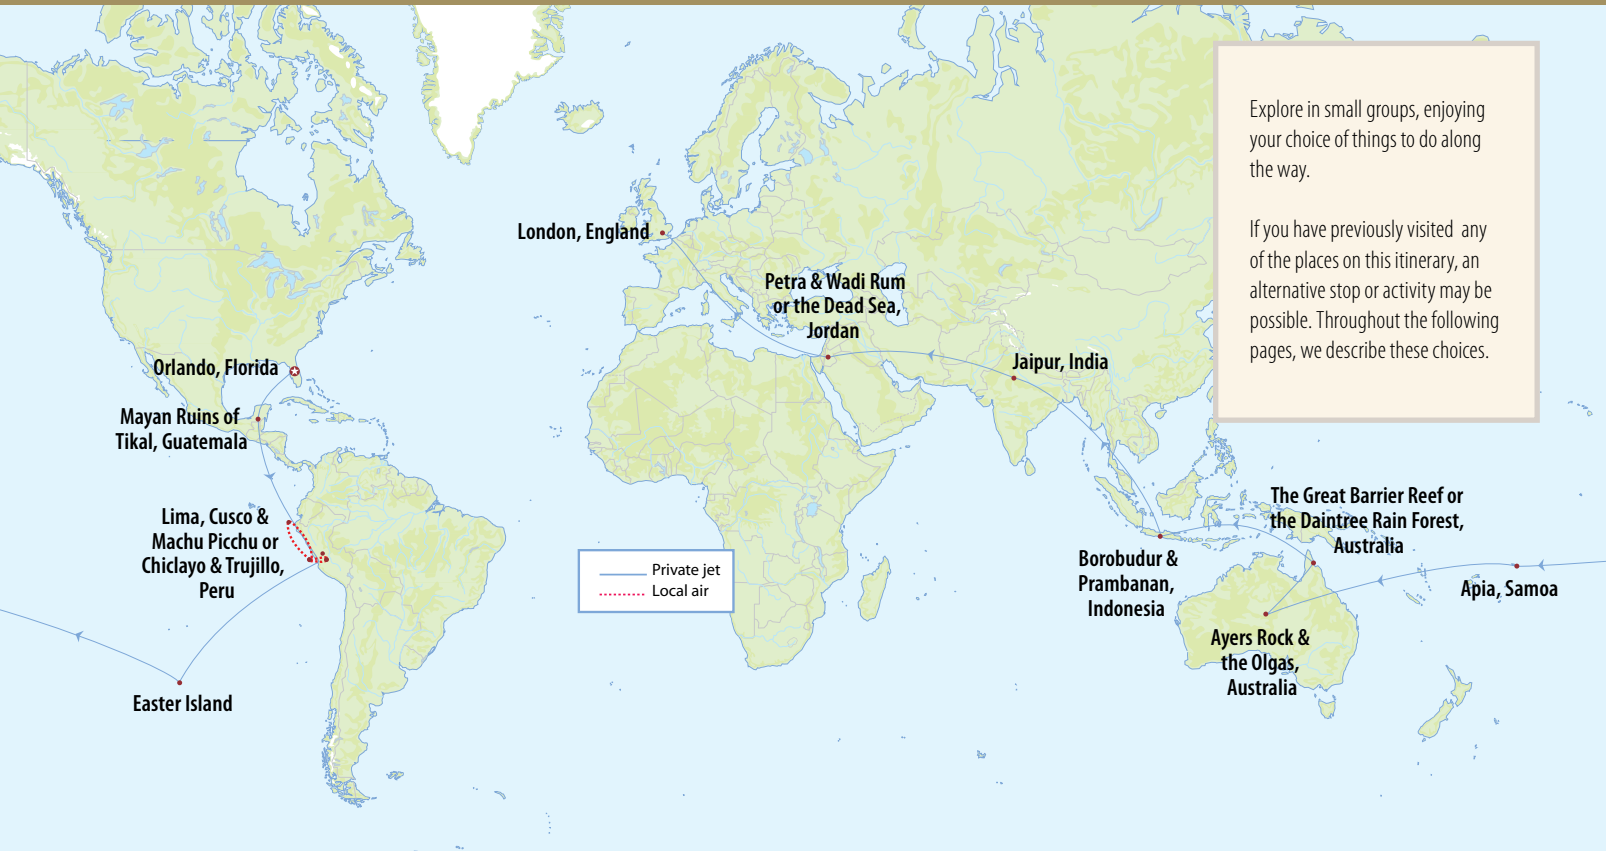 Explore in small groups, enjoying
your choice of things to do along
the way.
If you have previously visited any
of the places on this itinerary, an
alternative stop or activity may be
possible. Throughout the following
pages, we describe these choices.
London, England
Petra & Wadi Rum
or the Dead Sea,
Jordan
Jaipur, India
Orlando, Florida
Mayan Ruins of
Tikal, Guatemala
Lima, Cusco &
Machu Picchu or
Chiclayo & Trujillo,
Peru
Easter Island
Private jet
Local air
The Great Barrier Reef or
the Daintree Rain Forest,
Australia
Borobudur &
Prambanan,
Indonesia
Apia, Samoa
Ayers Rock &
the Olgas,
Australia